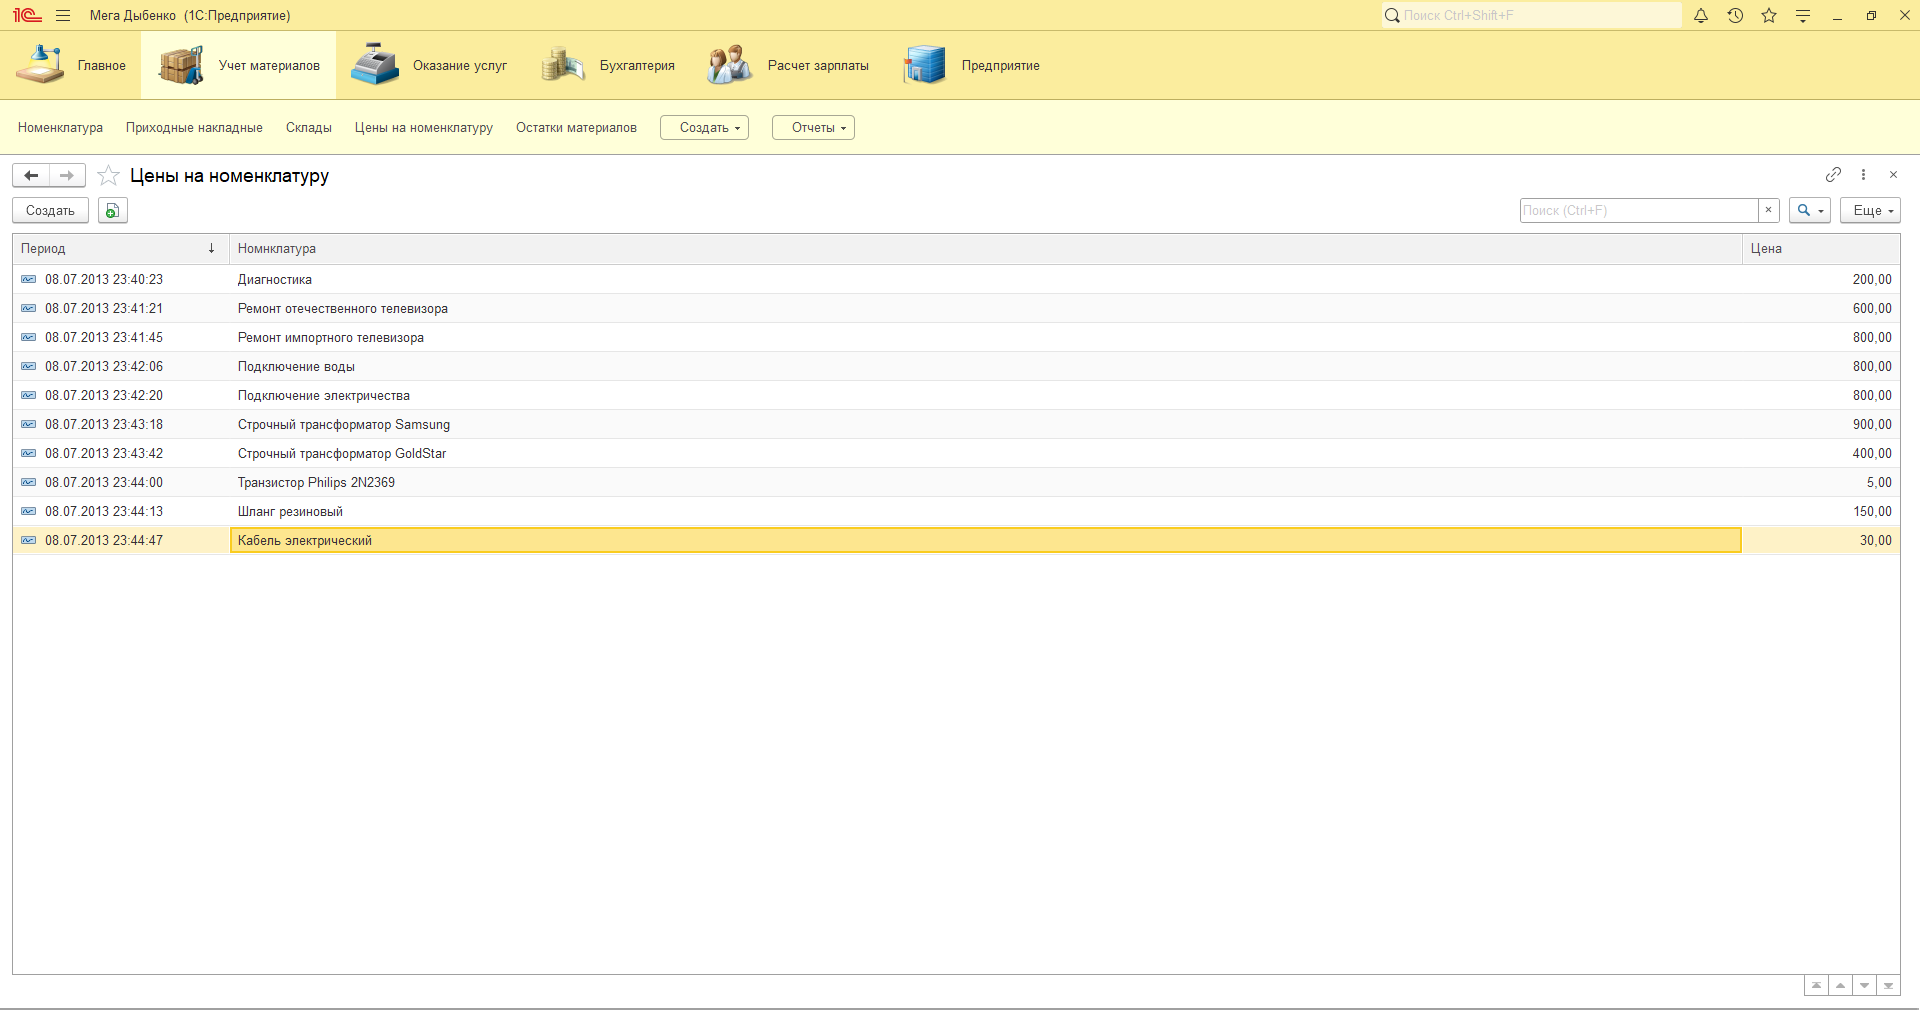 1С Мега Дыбенко (1С:Предприятие) Поиск Ctrl+Shift+F
Главное Учет материалов Оказание услуг Бухгалтерия Расчет зарплаты Предприятие
Номенклатура Приходные накладные Склады Цены на номенклатуру Остатки материалов Создать Отчеты
Цены на номенклатуру
Создать Поиск (Ctrl+F) × Еще
Период ↓ Номнклатура Цена
08.07.2013 23:40:23 Диагностика 200,00
08.07.2013 23:41:21 Ремонт отечественного телевизора 600,00
08.07.2013 23:41:45 Ремонт импортного телевизора 800,00
08.07.2013 23:42:06 Подключение воды 800,00
08.07.2013 23:42:20 Подключение электричества 800,00
08.07.2013 23:43:18 Строчный трансформатор Samsung 900,00
08.07.2013 23:43:42 Строчный трансформатор GoldStar 400,00
08.07.2013 23:44:00 Транзистор Philips 2N2369 5,00
08.07.2013 23:44:13 Шланг резиновый 150,00
08.07.2013 23:44:47 Кабель электрический 30,00